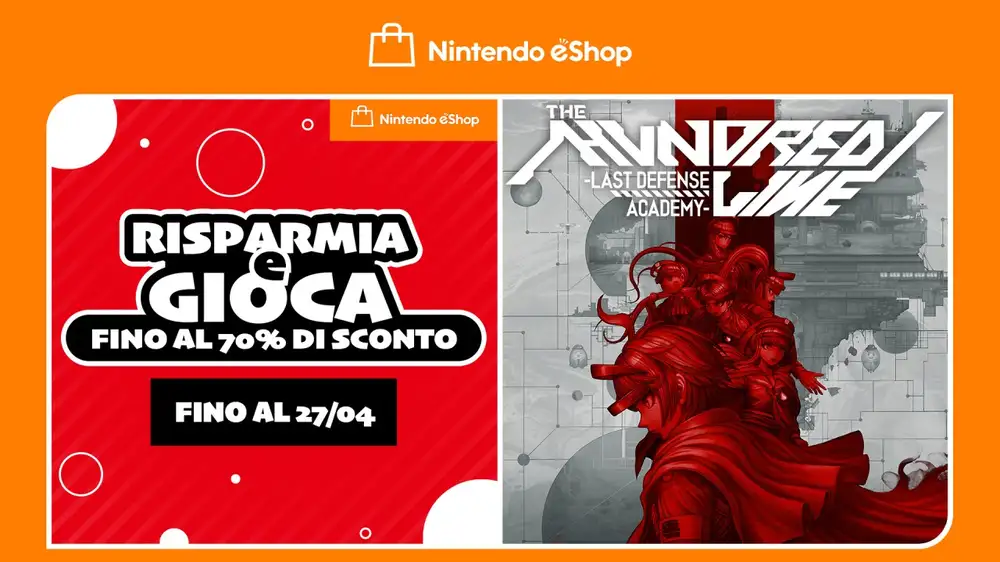 Nintendo eShop
Nintendo eShop
RISPARMIA
e
GIOCA
FINO AL 70% DI SCONTO
FINO AL 27/04
THE
HUNDRED
LINE
-LAST DEFENSE
ACADEMY-